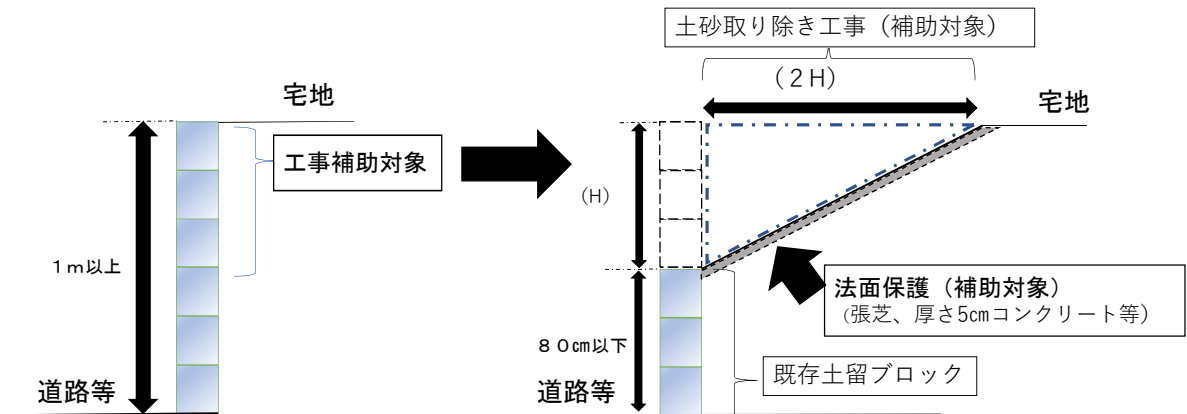 宅地
工事補助対象
1ｍ以上
道路等
土砂取り除き工事（補助対象）
（２H）
宅地
(H)
法面保護（補助対象）
(張芝、厚さ5㎝コンクリート等）
８０㎝以下
既存土留ブロック
道路等